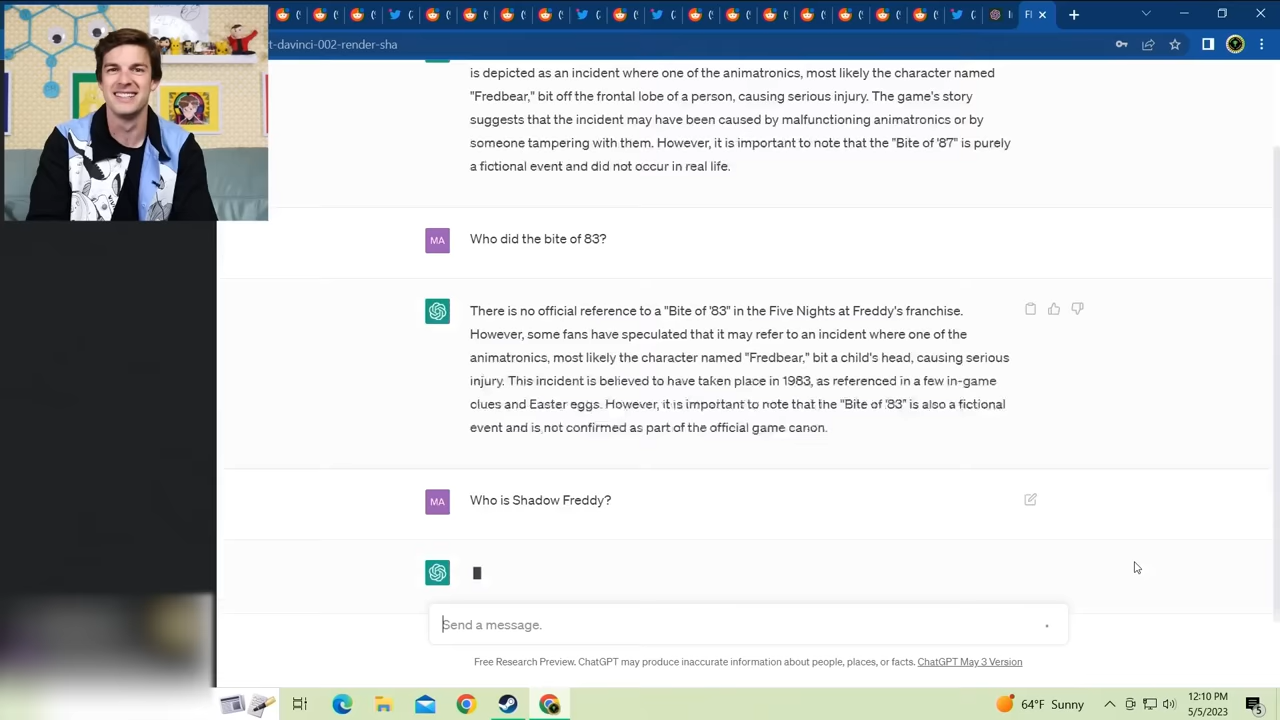 t-davinci-002-render-sha
is depicted as an incident where one of the animatronics, most likely the character named
"Fredbear," bit off the frontal lobe of a person, causing serious injury. The game's story
suggests that the incident may have been caused by malfunctioning animatronics or by
someone tampering with them. However, it is important to note that the "Bite of '87" is purely
a fictional event and did not occur in real life.
MA
Who did the bite of 83?
There is no official reference to a "Bite of '83" in the Five Nights at Freddy's franchise.
However, some fans have speculated that it may refer to an incident where one of the
animatronics, most likely the character named "Fredbear," bit a child's head, causing serious
injury. This incident is believed to have taken place in 1983, as referenced in a few in-game
clues and Easter eggs. However, it is important to note that the "Bite of '83" is also a fictional
event and is not confirmed as part of the official game canon.
MA
Who is Shadow Freddy?
Send a message.
Free Research Preview. ChatGPT may produce inaccurate information about people, places, or facts. ChatGPT May 3 Version
64°F Sunny
12:10 PM
5/5/2023
5